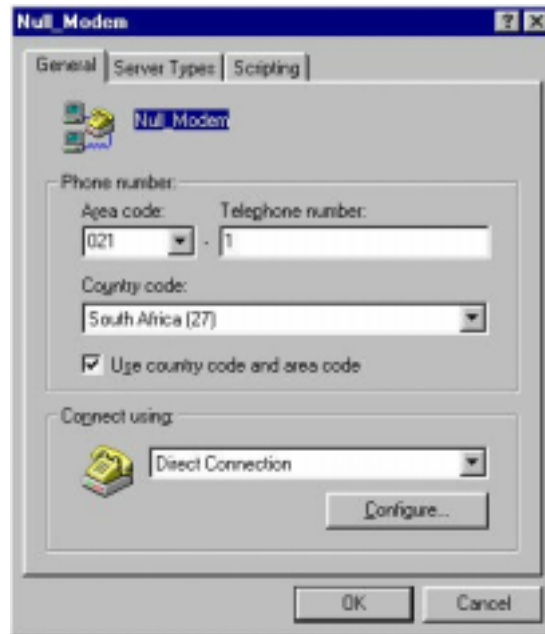 Null_Modem
General Server Types Scripting
Null_Modem
Phone number:
Area code: Telephone number:
021 - 1
Country code:
South Africa (27)
Use country code and area code
Connect using:
Direct Connection
Configure...
OK Cancel